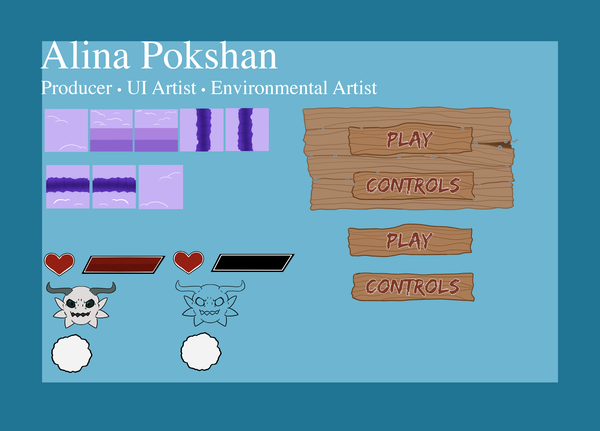 Alina Pokshan
Producer • UI Artist • Environmental Artist
PLAY
CONTROLS
PLAY
CONTROLS